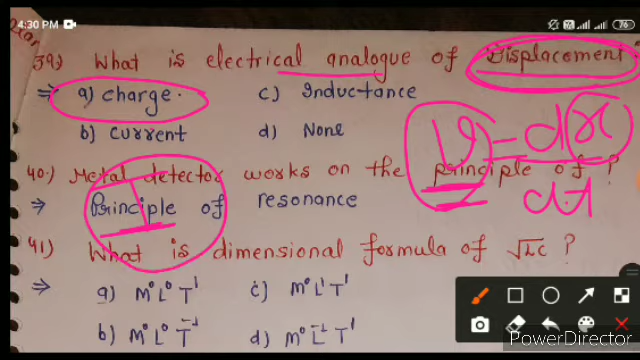 4:30 PM
76
39) What is electrical analogue of Displacement?
⇒ a) charge. c) Inductance
b) current d) None
v = dx
dt
40.) Metal detector works on the principle of ?
⇒ Principle of resonance
I
41) What is dimensional formula of √LC ?
⇒ a) M⁰L⁰T¹ c) M⁰L¹T¹
b) M⁰L⁰T⁻¹ d) M⁰L⁻¹T¹
PowerDirector